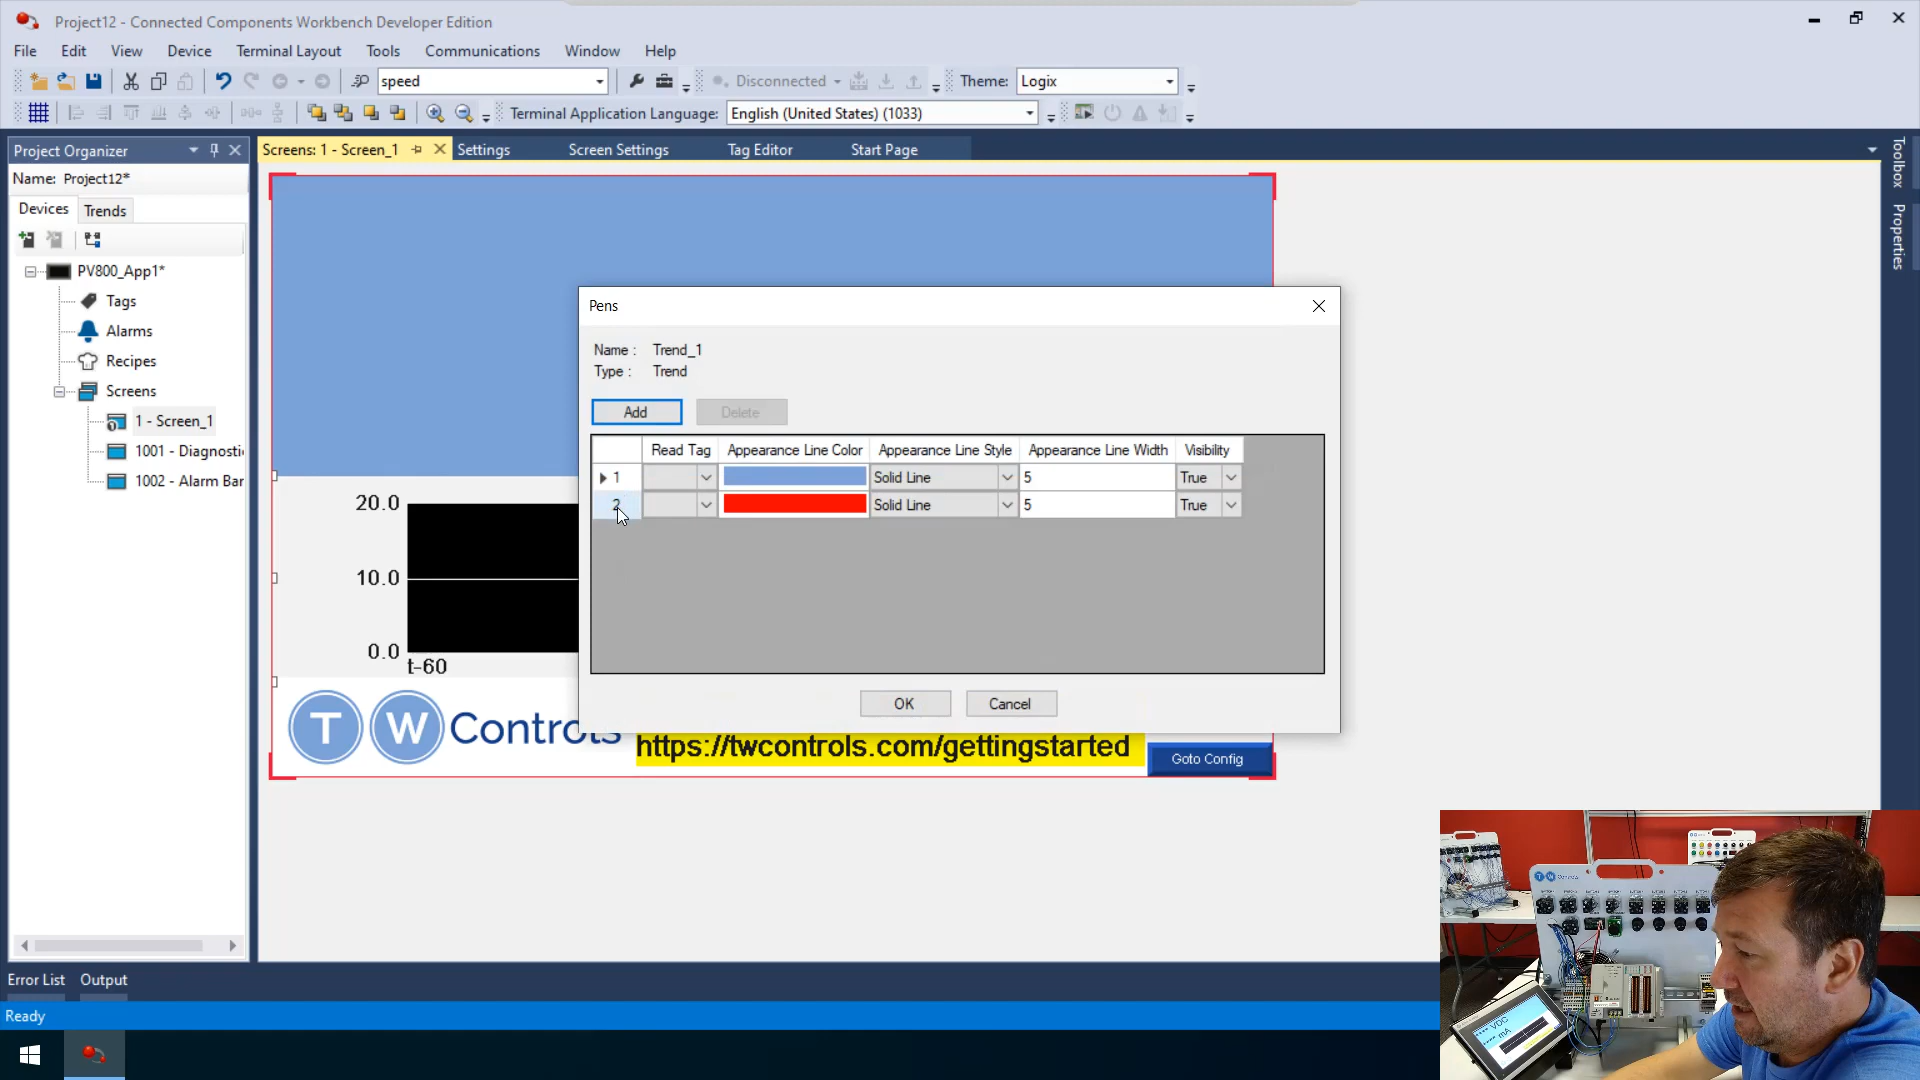 Project12 - Connected Components Workbench Developer Edition
File Edit View Device Terminal Layout Tools Communications Window Help
speed Disconnected Theme: Logix
Terminal Application Language: English (United States) (1033)
Project Organizer
Screens: 1 - Screen_1 Settings Screen Settings Tag Editor Start Page
Toolbox
Properties
Name: Project12*
Devices Trends
PV800_App1*
Tags
Alarms
Recipes
Screens
1 - Screen_1
1001 - Diagnosti
1002 - Alarm Bar
Pens
Name : Trend_1
Type : Trend
Add Delete
Read Tag Appearance Line Color Appearance Line Style Appearance Line Width Visibility
1 Solid Line 5 True
2 Solid Line 5 True
OK Cancel
20.0
10.0
0.0
t-60
T W Controls
https://twcontrols.com/gettingstarted
Goto Config
Error List Output
Ready
T W Controls
VDC
mA